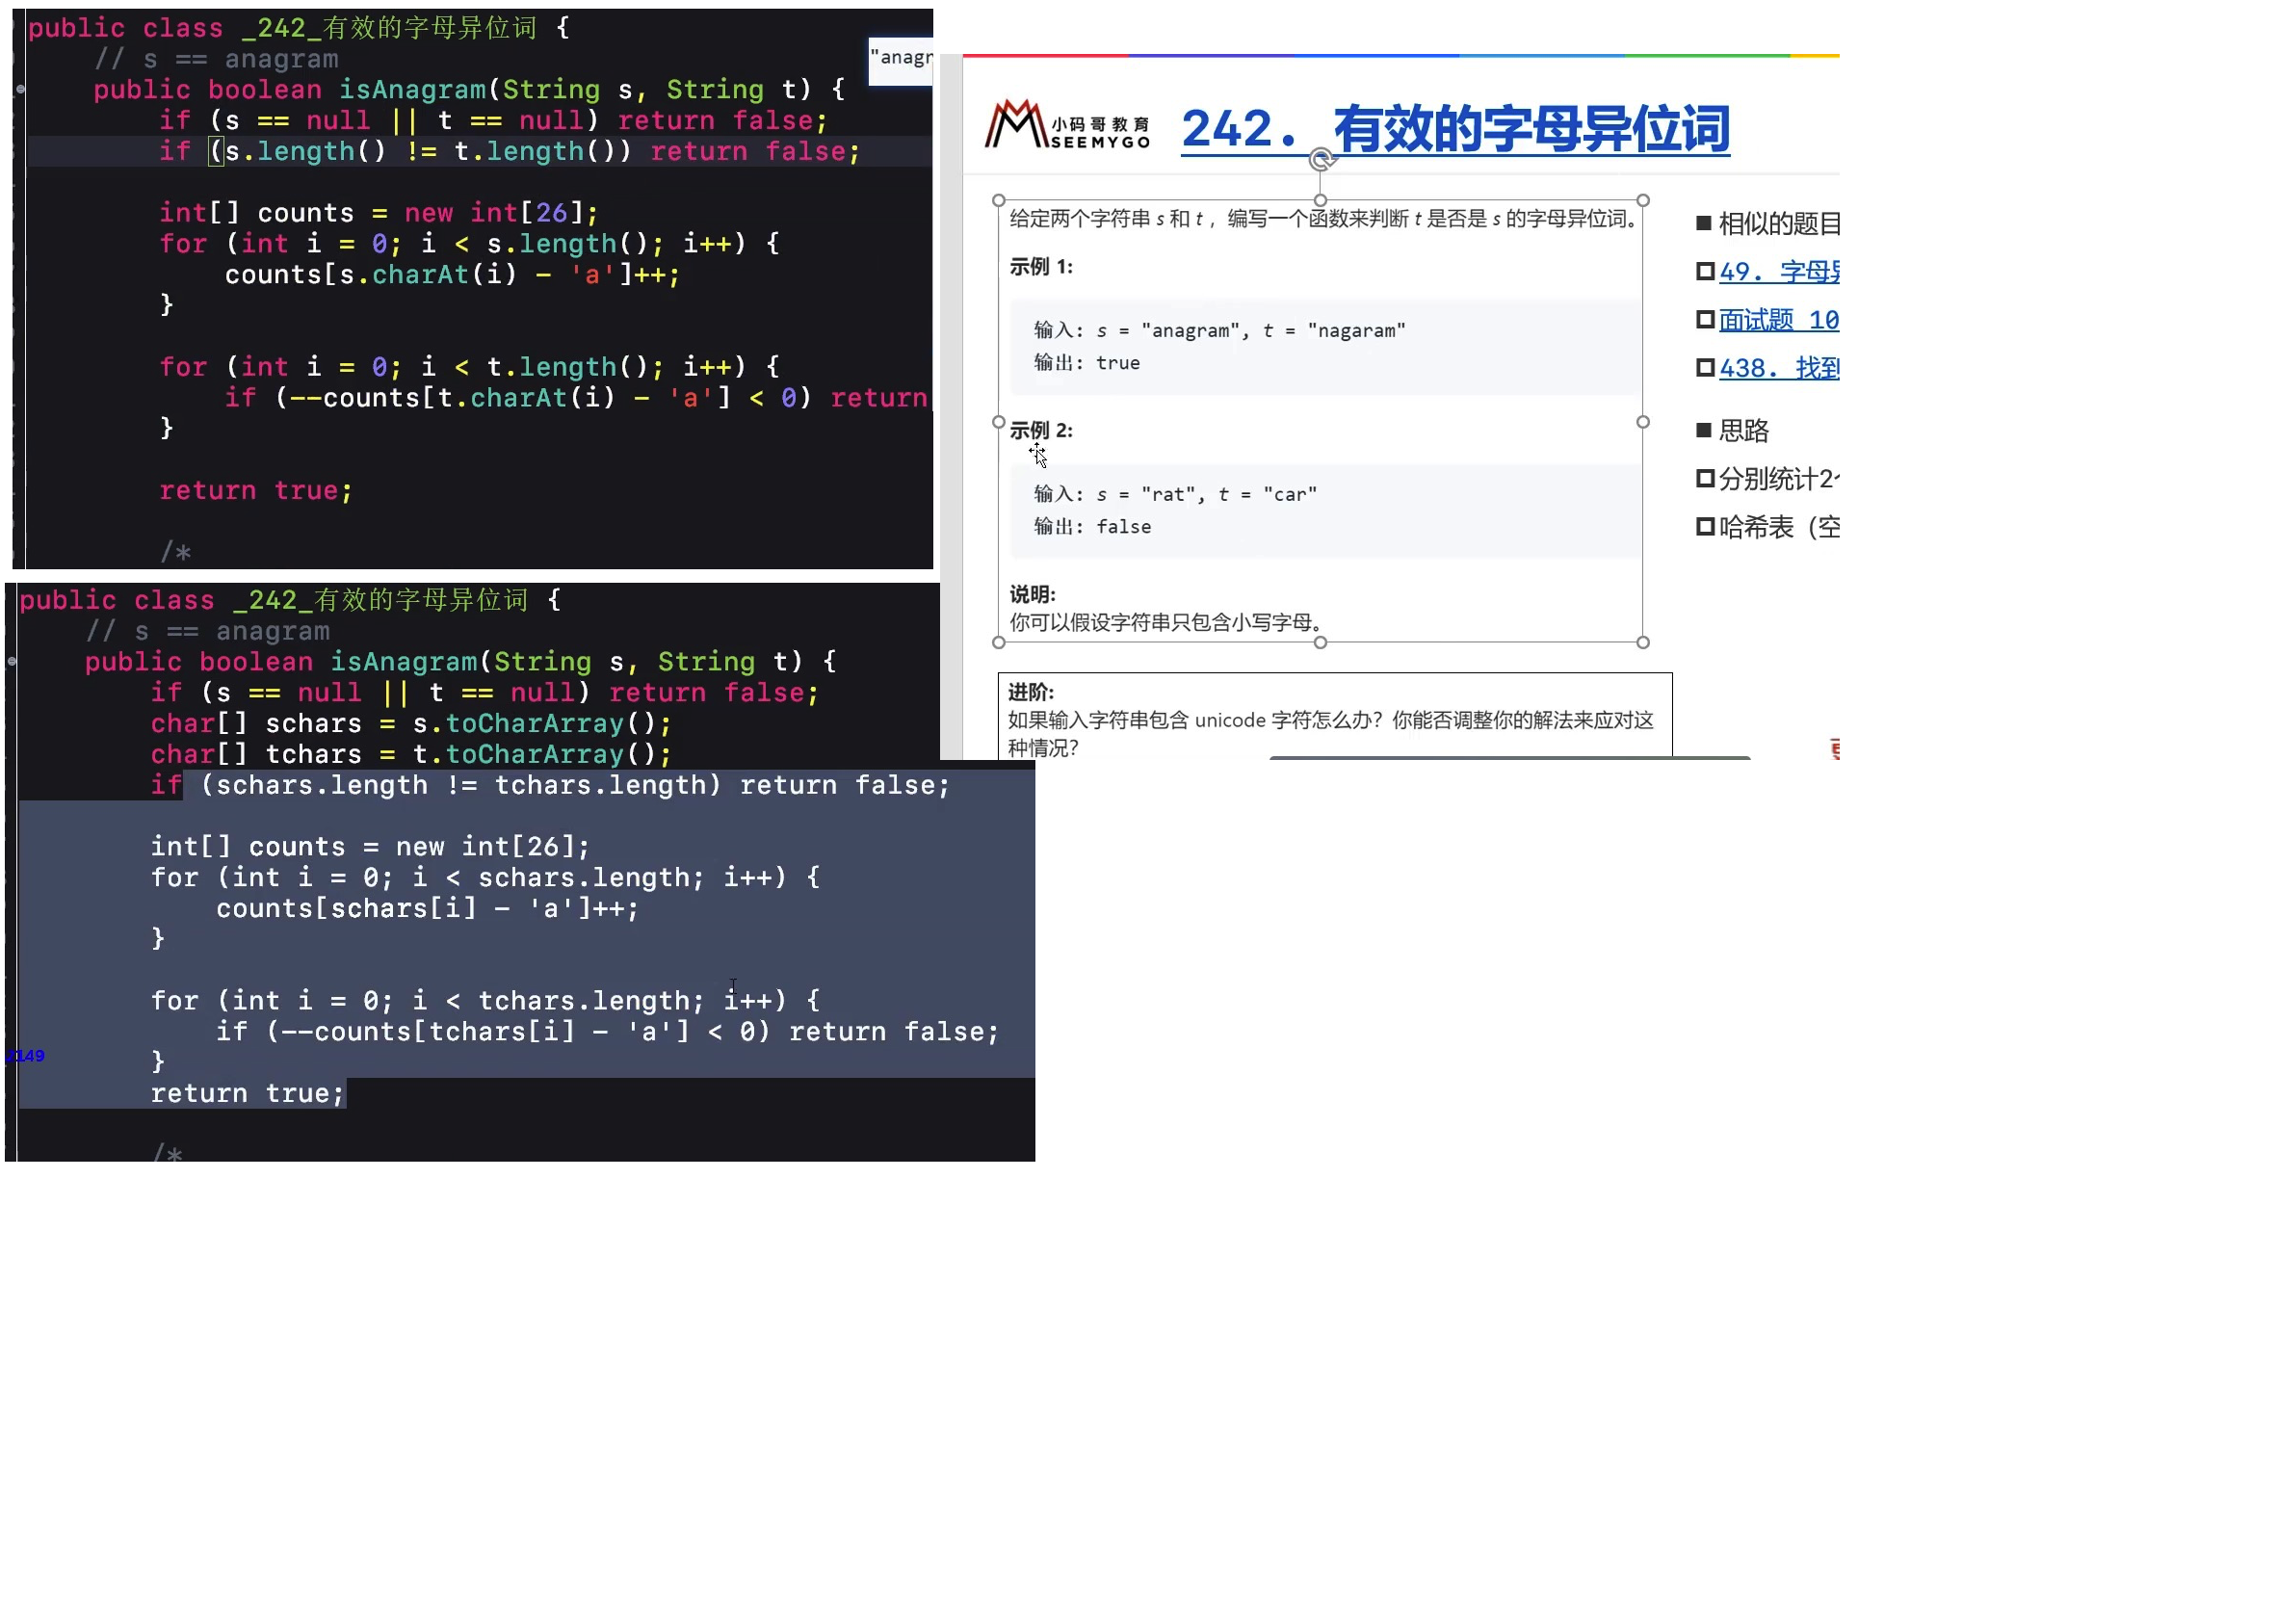 public class _242_有效的字母异位词 {
// s == anagram
public boolean isAnagram(String s, String t) {
if (s == null || t == null) return false;
if (s.length() != t.length()) return false;
int[] counts = new int[26];
for (int i = 0; i < s.length(); i++) {
counts[s.charAt(i) - 'a']++;
}
for (int i = 0; i < t.length(); i++) {
if (--counts[t.charAt(i) - 'a'] < 0) return
}
return true;
/*
"anagr
小码哥教育
SEEMYGO
242. 有效的字母异位词
给定两个字符串 s 和 t ，编写一个函数来判断 t 是否是 s 的字母异位词。
示例 1:
输入: s = "anagram", t = "nagaram"
输出: true
示例 2:
输入: s = "rat", t = "car"
输出: false
说明:
你可以假设字符串只包含小写字母。
进阶:
如果输入字符串包含 unicode 字符怎么办？你能否调整你的解法来应对这
种情况？
■ 相似的题目
49. 字母
面试题 10
438. 找到
■ 思路
分别统计2
哈希表（空
public class _242_有效的字母异位词 {
// s == anagram
public boolean isAnagram(String s, String t) {
if (s == null || t == null) return false;
char[] schars = s.toCharArray();
char[] tchars = t.toCharArray();
if (schars.length != tchars.length) return false;
int[] counts = new int[26];
for (int i = 0; i < schars.length; i++) {
counts[schars[i] - 'a']++;
}
for (int i = 0; i < tchars.length; i++) {
if (--counts[tchars[i] - 'a'] < 0) return false;
}
return true;
/*